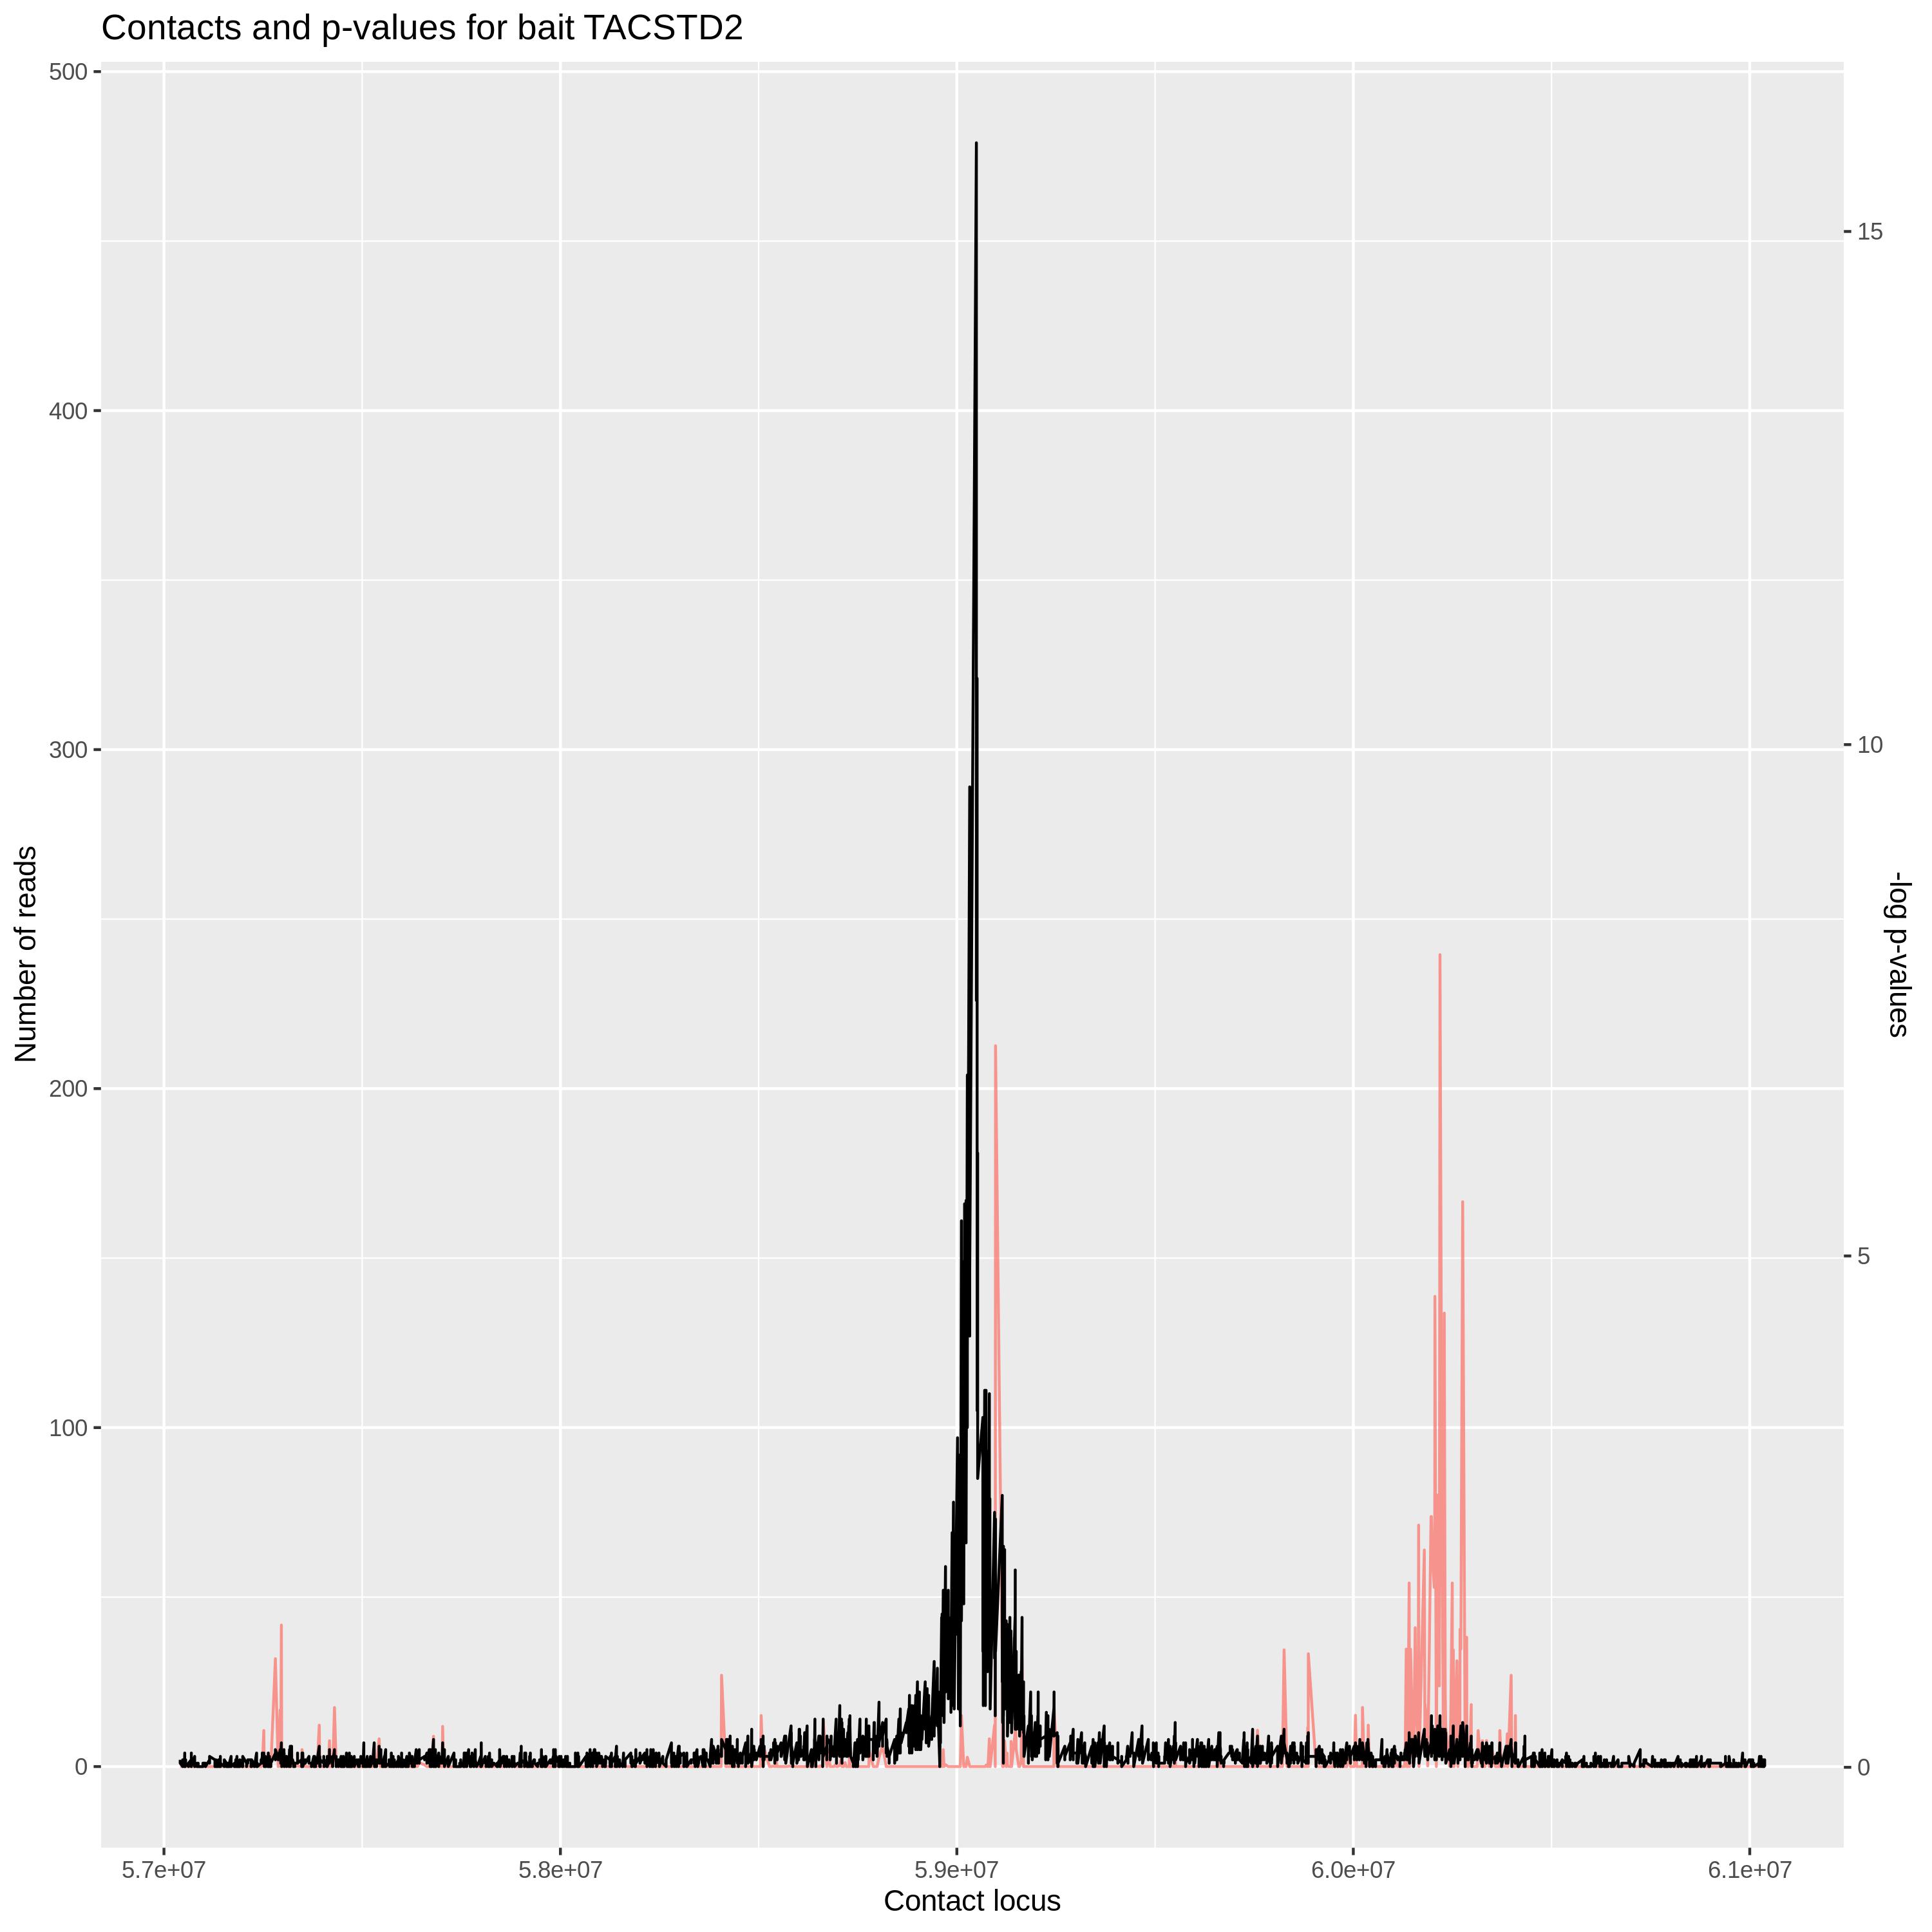 Contacts and p-values for bait TACSTD2
500
400
300
200
100
0
Number of reads
15
10
5
0
-log p-values
5.7e+07
5.8e+07
5.9e+07
6.0e+07
6.1e+07
Contact locus